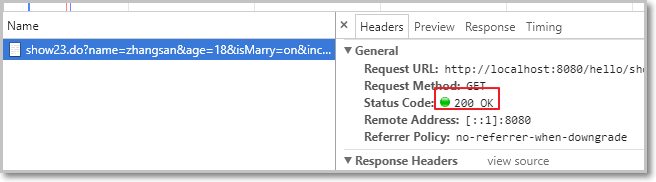 Name
show23.do?name=zhangsan&age=18&isMarry=on&inc...
× Headers Preview Response Timing
▼ General
Request URL: http://localhost:8080/hello/sho
Request Method: GET
Status Code: 200 OK
Remote Address: [::1]:8080
Referrer Policy: no-referrer-when-downgrade
▼ Response Headers view source